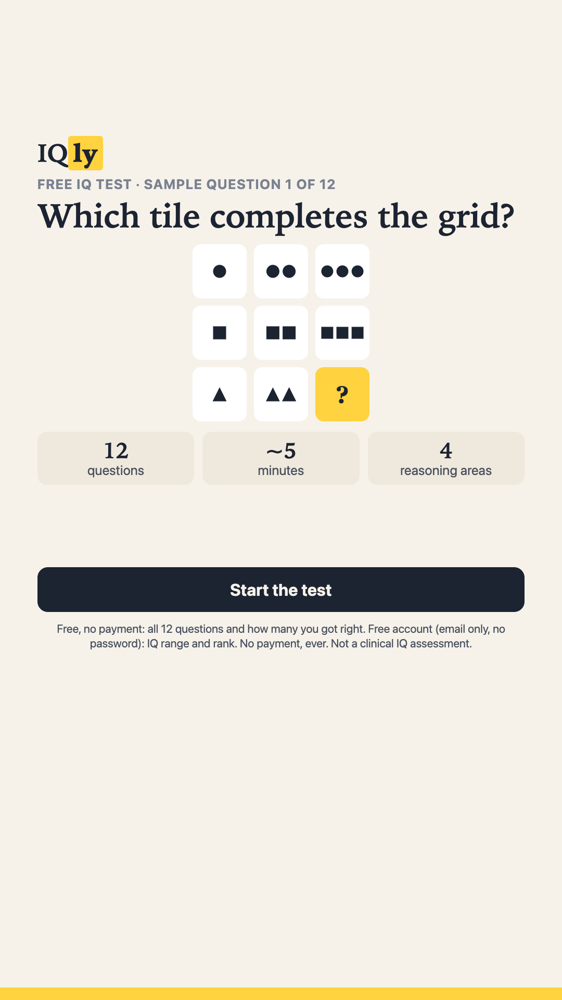 IQly
FREE IQ TEST · SAMPLE QUESTION 1 OF 12
Which tile completes the grid?
?
12
questions
~5
minutes
4
reasoning areas
Start the test
Free, no payment: all 12 questions and how many you got right. Free account (email only, no
password): IQ range and rank. No payment, ever. Not a clinical IQ assessment.